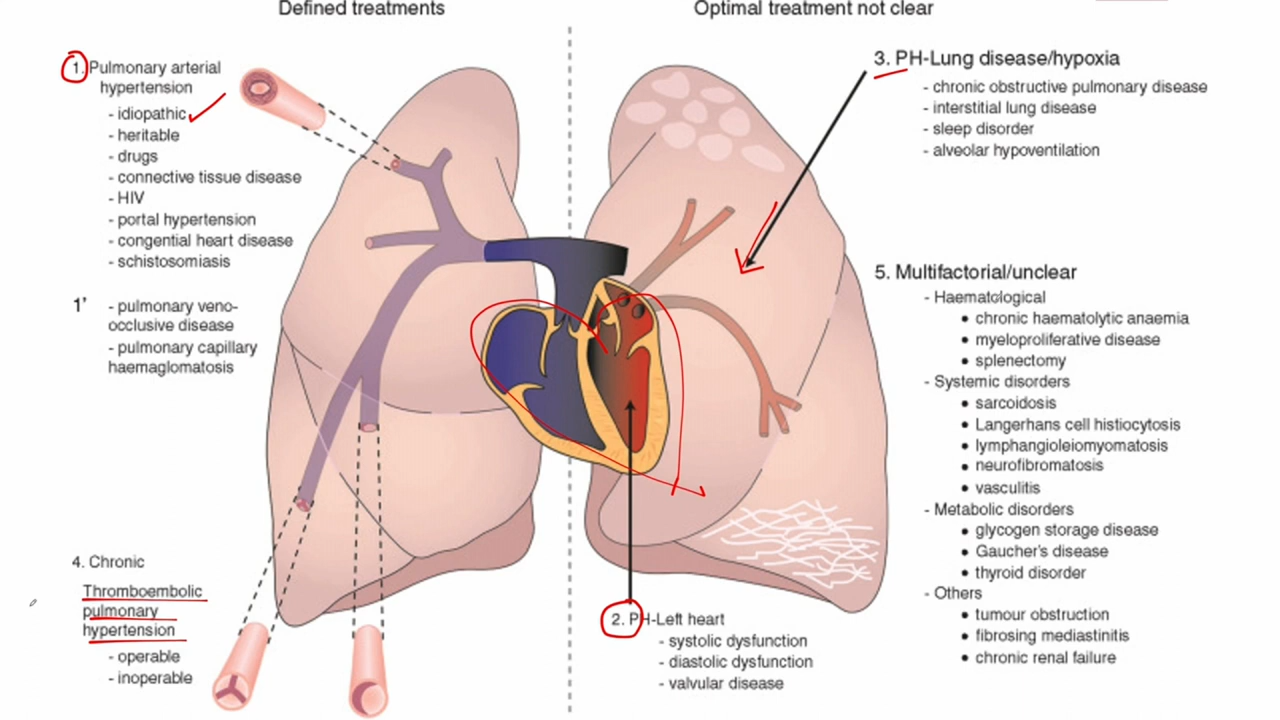 Defined treatments
Optimal treatment not clear
1. Pulmonary arterial
hypertension
- idiopathic
- heritable
- drugs
- connective tissue disease
- HIV
- portal hypertension
- congential heart disease
- schistosomiasis
1’ - pulmonary veno-
occlusive disease
- pulmonary capillary
haemaglomatosis
4. Chronic
Thromboembolic
pulmonary
hypertension
- operable
- inoperable
2. PH-Left heart
- systolic dysfunction
- diastolic dysfunction
- valvular disease
3. PH-Lung disease/hypoxia
- chronic obstructive pulmonary disease
- interstitial lung disease
- sleep disorder
- alveolar hypoventilation
5. Multifactorial/unclear
- Haematological
• chronic haematolytic anaemia
• myeloproliferative disease
• splenectomy
- Systemic disorders
• sarcoidosis
• Langerhans cell histiocytosis
• lymphangioleiomyomatosis
• neurofibromatosis
• vasculitis
- Metabolic disorders
• glycogen storage disease
• Gaucher’s disease
• thyroid disorder
- Others
• tumour obstruction
• fibrosing mediastinitis
• chronic renal failure